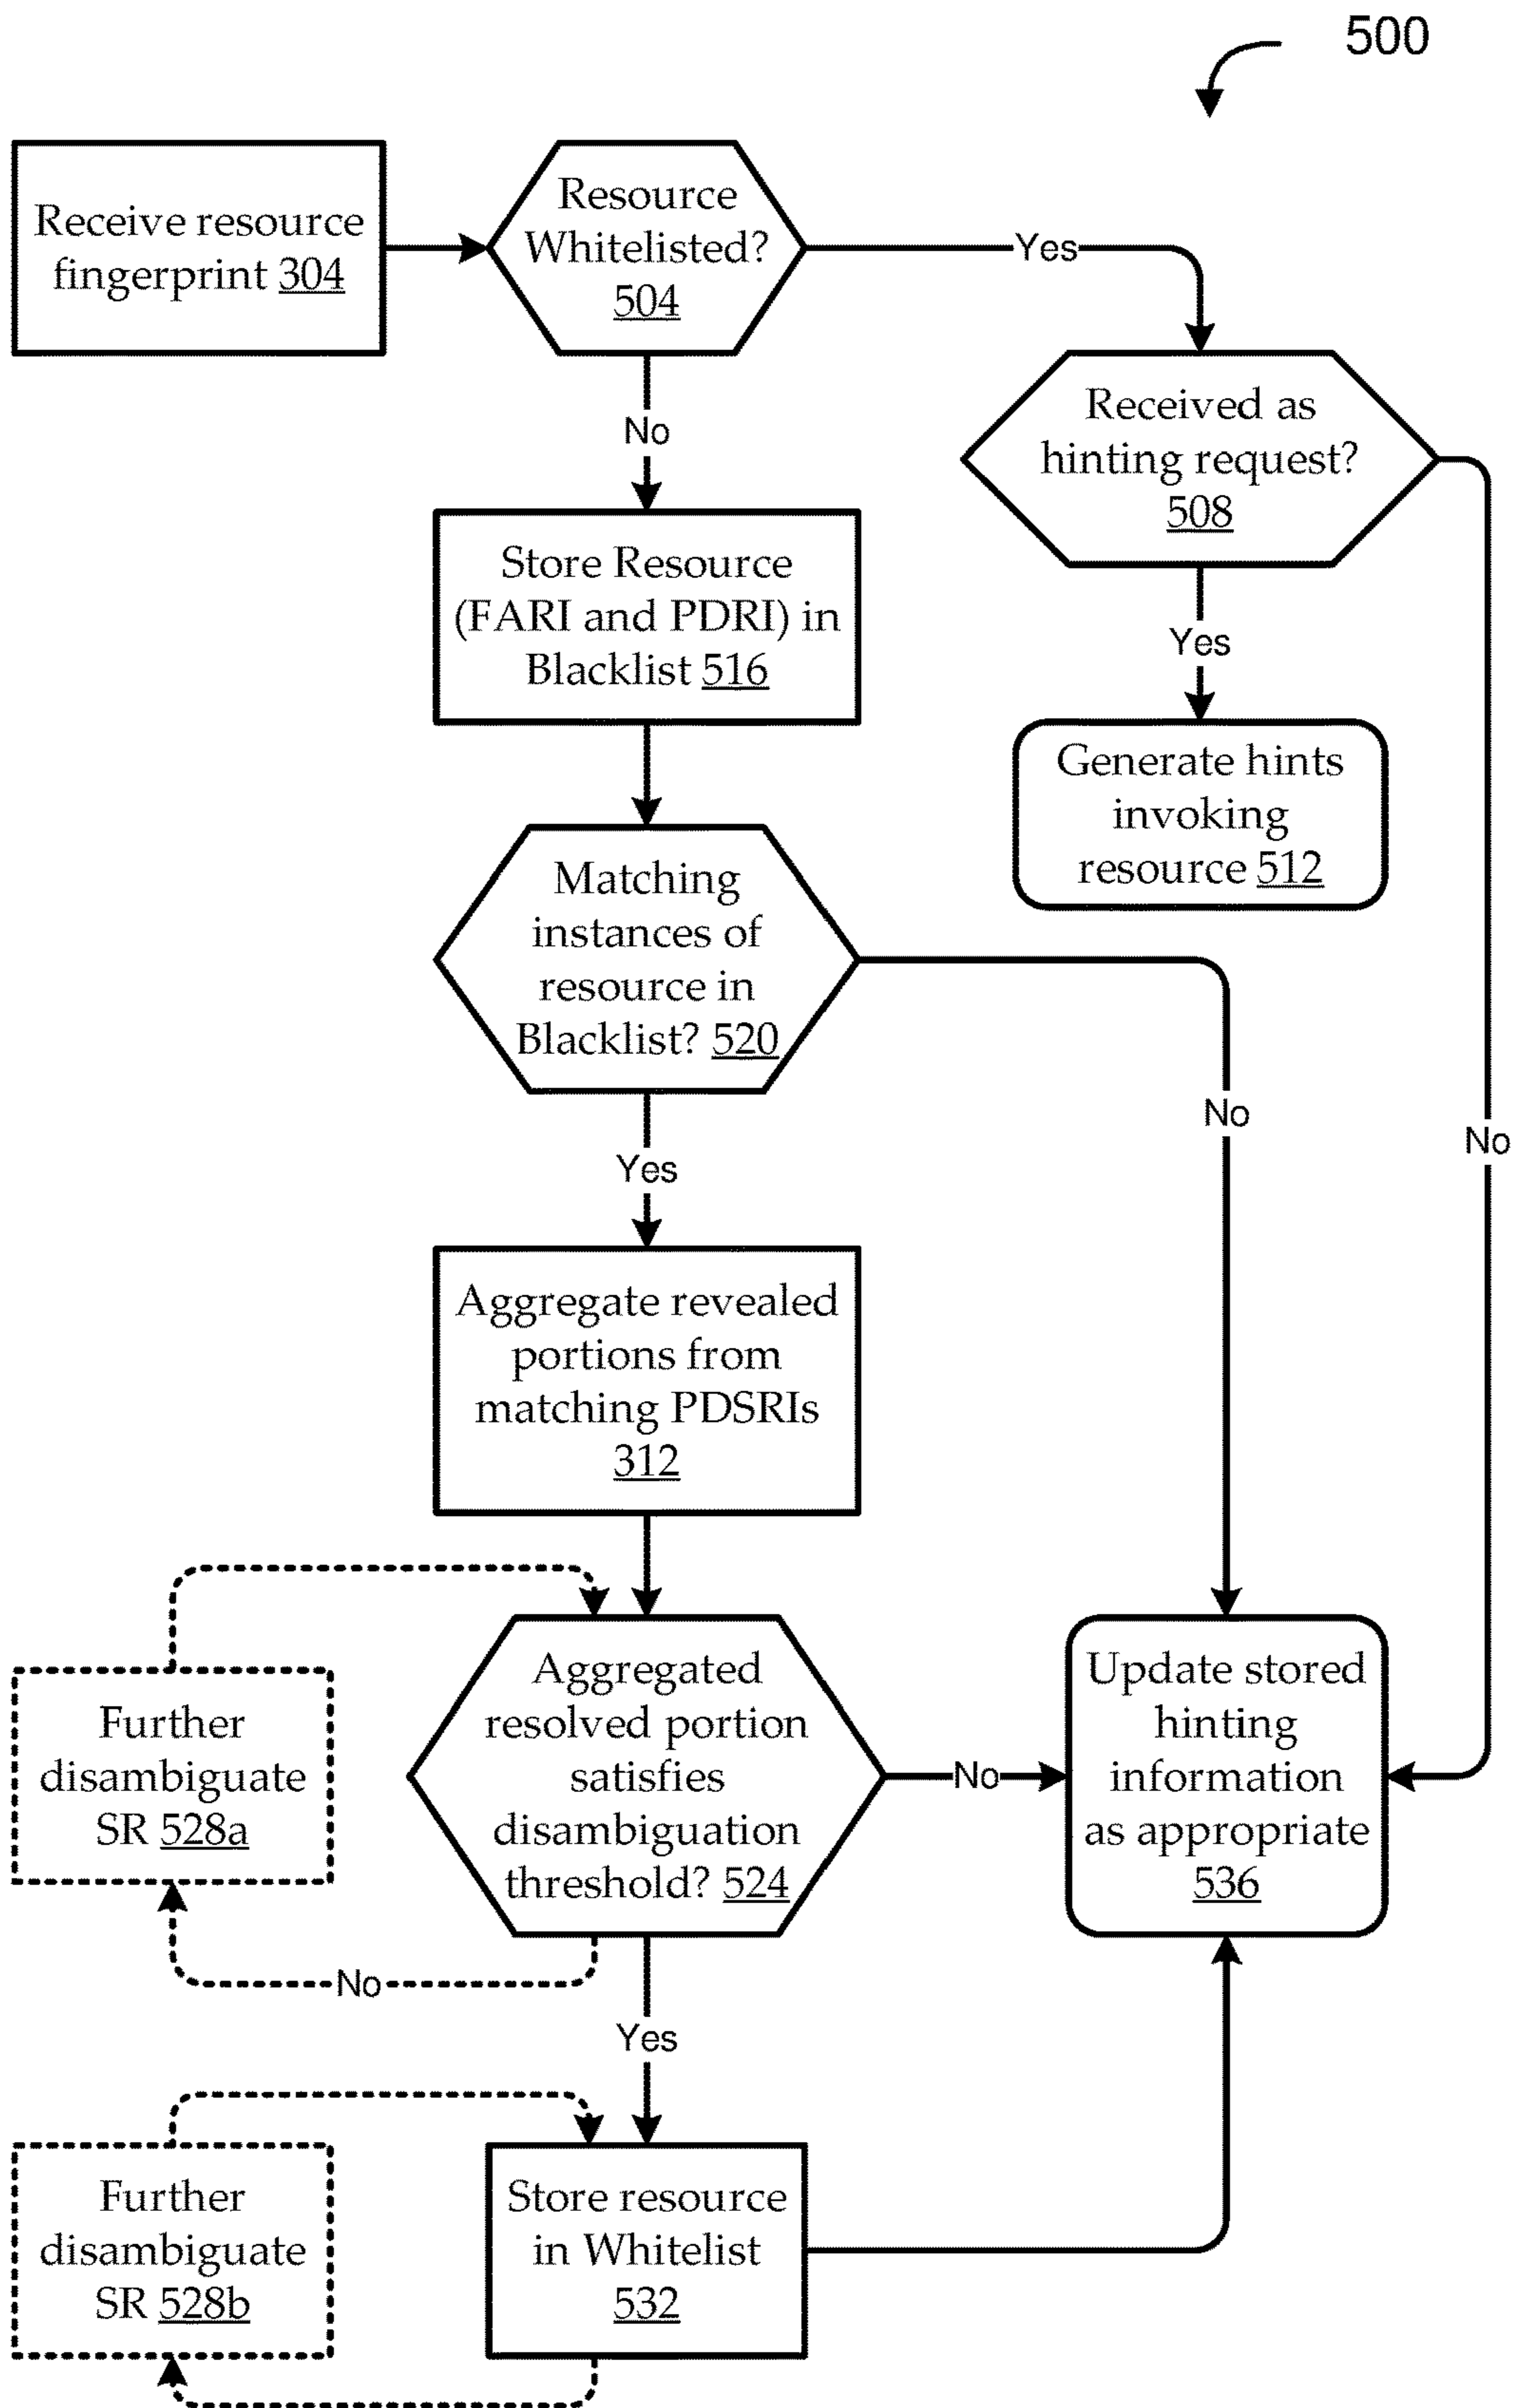 500
Receive resource
fingerprint 304
Resource
Whitelisted?
504
Yes
No
Received as
hinting request?
508
Yes
No
Generate hints
invoking
resource 512
Store Resource
(FARI and PDRI) in
Blacklist 516
Matching
instances of
resource in
Blacklist? 520
No
Yes
Aggregate revealed
portions from
matching PDSRIs
312
Aggregated
resolved portion
satisfies
disambiguation
threshold? 524
No
No
Yes
Further
disambiguate
SR 528a
Update stored
hinting
information
as appropriate
536
Further
disambiguate
SR 528b
Store resource
in Whitelist
532